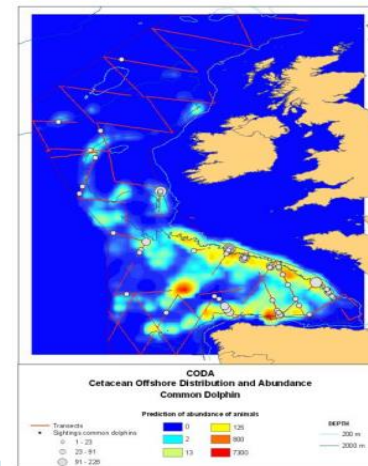 CODA
Cetacean Offshore Distribution and Abundance
Common Dolphin
Prediction of abundance of animals
Transects
Sightings common dolphins
1 - 23
23 - 91
91 - 228
0
2
13
126
900
7300
DEPTH
200 m
2000 m